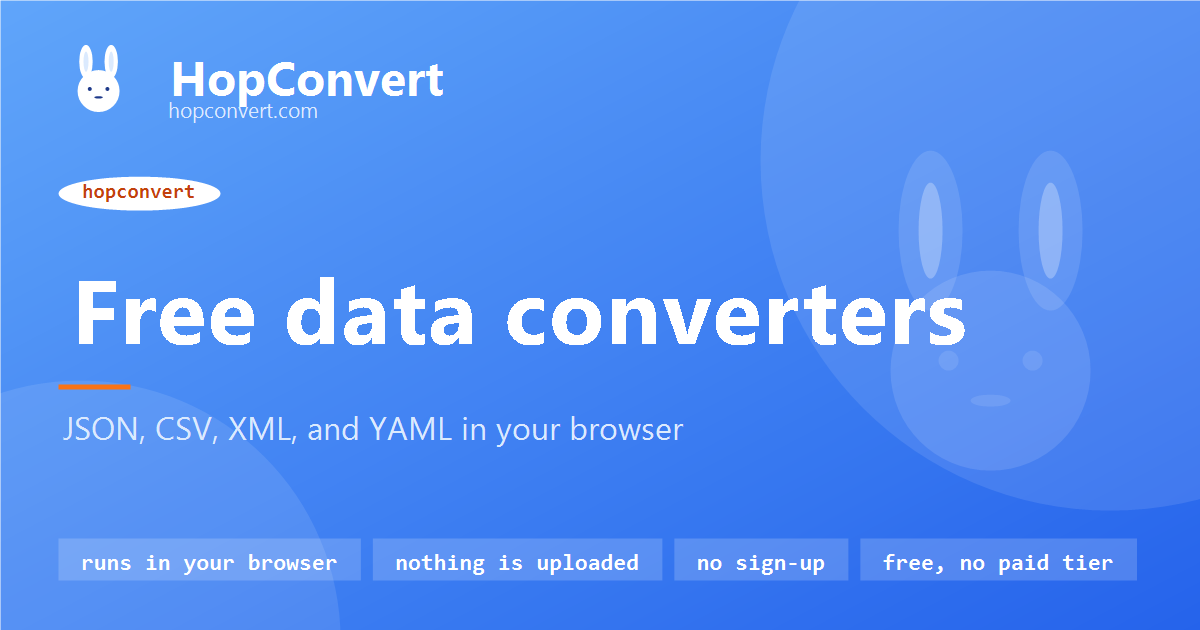 HopConvert
hopconvert.com
hopconvert
Free data converters
JSON, CSV, XML, and YAML in your browser
runs in your browser
nothing is uploaded
no sign-up
free, no paid tier